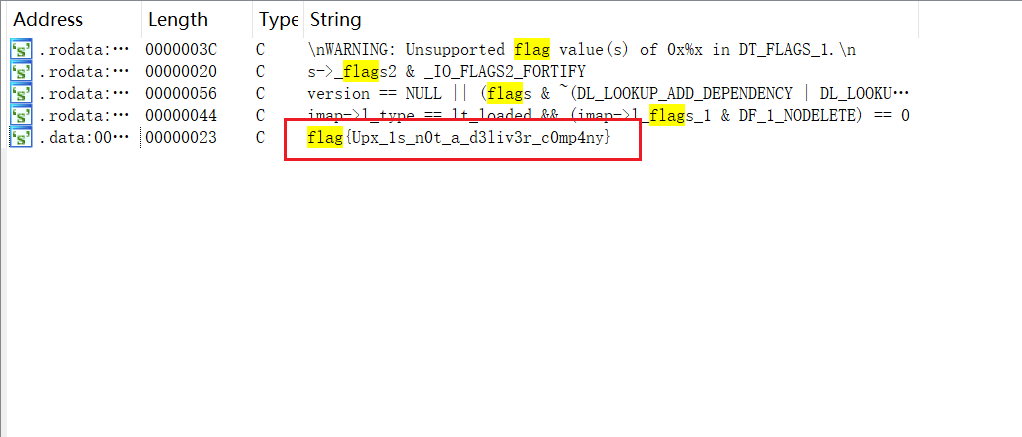 Address Length Type String
's' .rodata:… 0000003C C \nWARNING: Unsupported flag value(s) of 0x%x in DT_FLAGS_1.\n
's' .rodata:… 00000020 C s->_flags2 & _IO_FLAGS2_FORTIFY
's' .rodata:… 00000056 C version == NULL || (flags & ~(DL_LOOKUP_ADD_DEPENDENCY | DL_LOOKU…
's' .rodata:… 00000044 C imap->l_type == lt_loaded && (imap->l_flags_1 & DF_1_NODELETE) == 0
's' .data:00… 00000023 C flag{Upx_1s_n0t_a_d3liv3r_c0mp4ny}